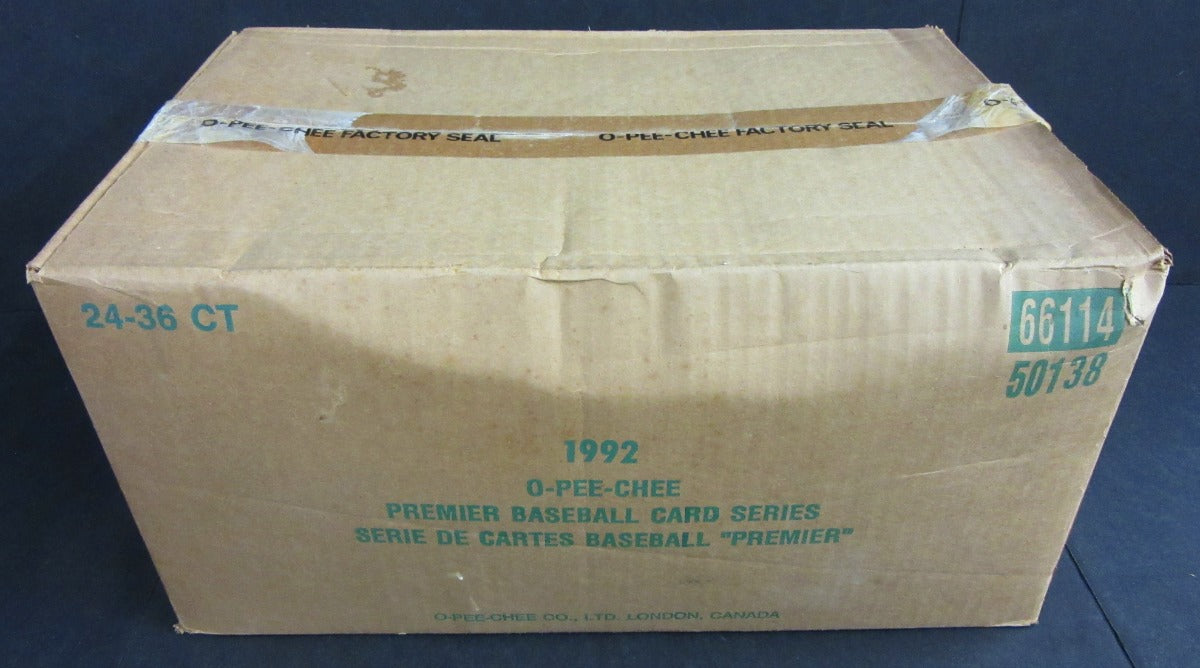 O-PEE-CHEE FACTORY SEAL O-PEE-CHEE FACTORY SEAL
24-36 CT
66114
50138
1992
O-PEE-CHEE
PREMIER BASEBALL CARD SERIES
SERIE DE CARTES BASEBALL "PREMIER"
O-PEE-CHEE CO., LTD. LONDON, CANADA